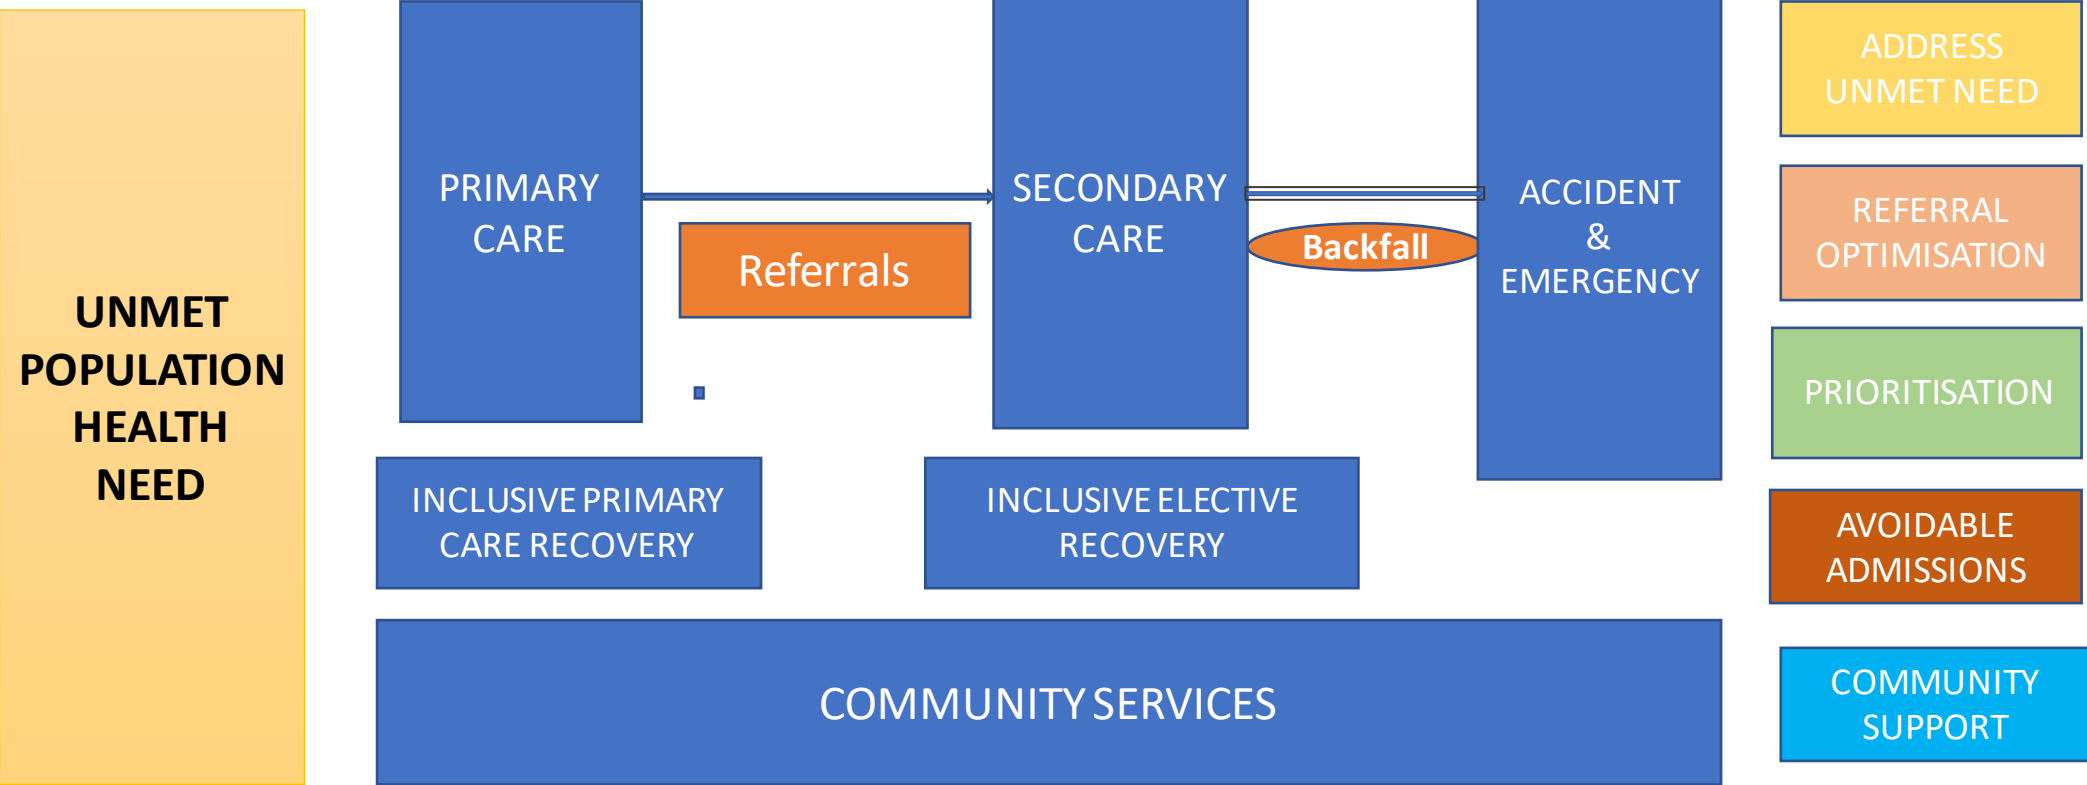 UNMET
POPULATION
HEALTH
NEED
PRIMARY
CARE
Referrals
SECONDARY
CARE
Backfall
ACCIDENT
&
EMERGENCY
INCLUSIVE PRIMARY
CARE RECOVERY
INCLUSIVE ELECTIVE
RECOVERY
COMMUNITY SERVICES
ADDRESS
UNMET NEED
REFERRAL
OPTIMISATION
PRIORITISATION
AVOIDABLE
ADMISSIONS
COMMUNITY
SUPPORT